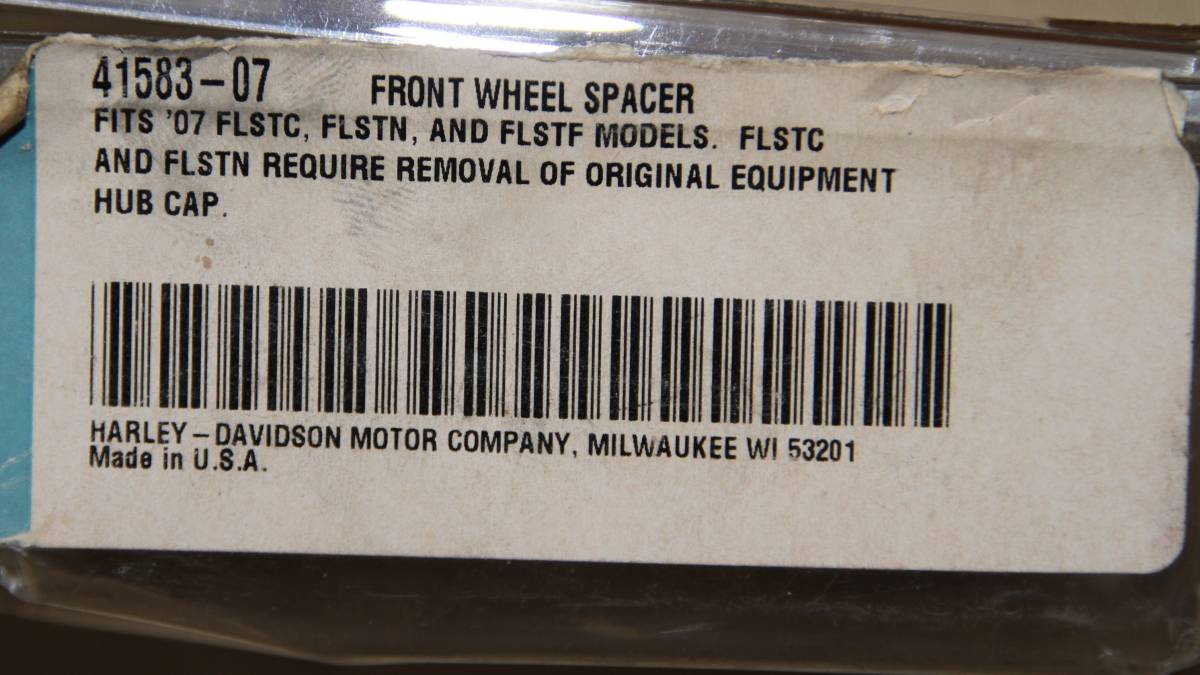 41583-07 FRONT WHEEL SPACER
FITS '07 FLSTC, FLSTN, AND FLSTF MODELS. FLSTC
AND FLSTN REQUIRE REMOVAL OF ORIGINAL EQUIPMENT
HUB CAP.
HARLEY-DAVIDSON MOTOR COMPANY, MILWAUKEE WI 53201
Made in U.S.A.